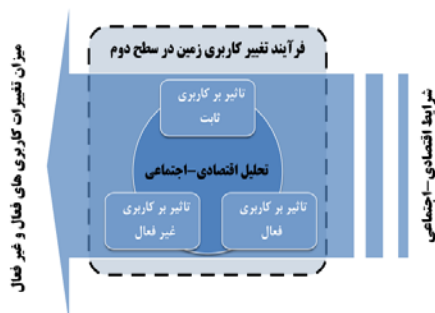 فرآیند تغییر کاربری زمین در سطح دوم
شرایط اقتصادی-اجتماعی
تاثیر بر کاربری
ثابت
تحلیل اقتصادی-اجتماعی
تاثیر بر کاربری
فعال
تاثیر بر کاربری
غیر فعال
میزان تغییرات کاربری های فعال و غیر فعال